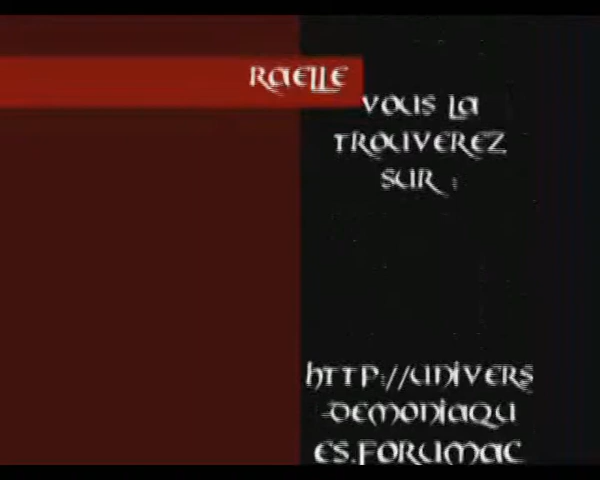 RAELLE
VOUS LA
TROUVEREZ
SUR :
HTTP://UNIVERS
-DEMONIAQU
ES.FORUMAC